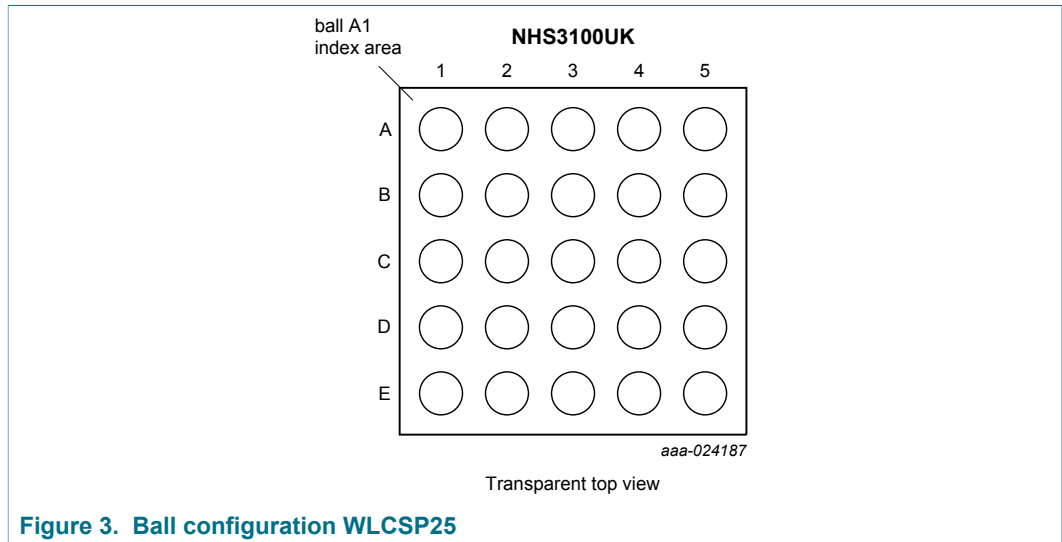 ball A1
index area
NHS3100UK
1 2 3 4 5
A
B
C
D
E
aaa-024187
Transparent top view
Figure 3. Ball configuration WLCSP25